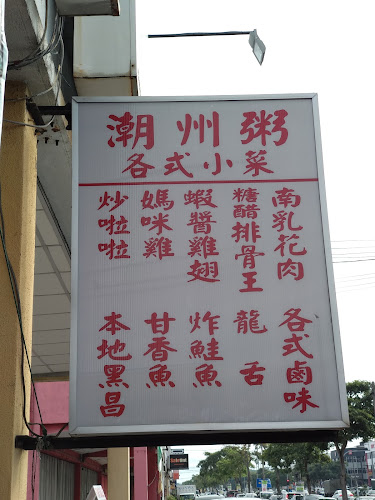 潮州粥
各式小菜
南乳花肉
糖醋排骨王
蝦醬雞翅
媽咪雞
炒啦啦
各式鹵味
龍舌
炸鮭魚
甘香魚
本地黑昌